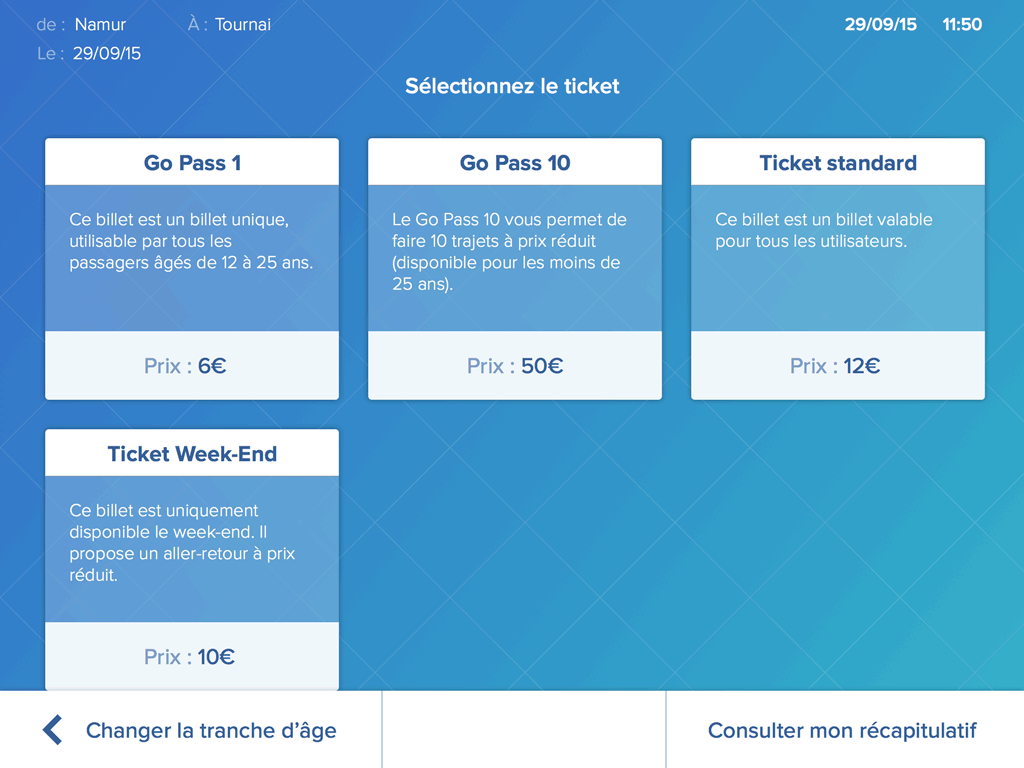 de : Namur À : Tournai 29/09/15 11:50
Le : 29/09/15
Sélectionnez le ticket
Go Pass 1
Ce billet est un billet unique,
utilisable par tous les
passagers âgés de 12 à 25 ans.
Prix : 6€
Go Pass 10
Le Go Pass 10 vous permet de
faire 10 trajets à prix réduit
(disponible pour les moins de
25 ans).
Prix : 50€
Ticket standard
Ce billet est un billet valable
pour tous les utilisateurs.
Prix : 12€
Ticket Week-End
Ce billet est uniquement
disponible le week-end. Il
propose un aller-retour à prix
réduit.
Prix : 10€
Changer la tranche d’âge
Consulter mon récapitulatif